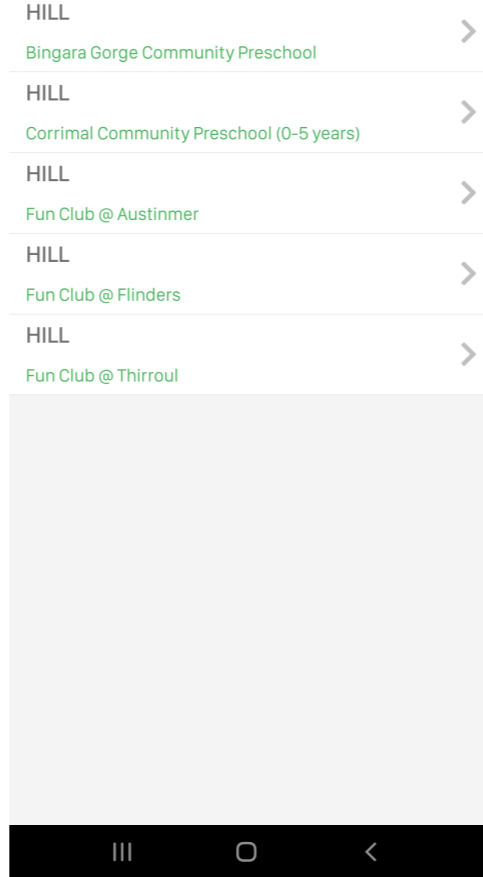 HILL
Bingara Gorge Community Preschool
HILL
Corrimal Community Preschool (0-5 years)
HILL
Fun Club @ Austinmer
HILL
Fun Club @ Flinders
HILL
Fun Club @ Thirroul